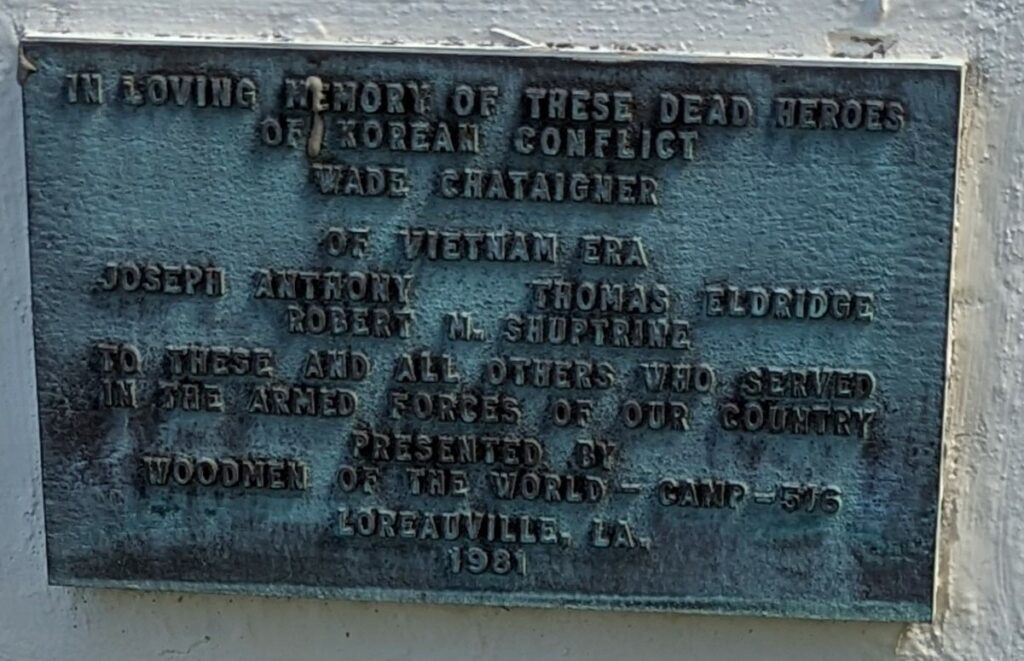 IN LOVING MEMORY OF THESE DEAD HEROES
OF KOREAN CONFLICT
WADE CHATAIGNER
OF VIETNAM ERA
JOSEPH ANTHONY THOMAS ELDRIDGE
ROBERT M. SHUPTRINE
TO THESE AND ALL OTHERS WHO SERVED
IN THE ARMED FORCES OF OUR COUNTRY
PRESENTED BY
WOODMEN OF THE WORLD - CAMP - 576
LOREAUVILLE, LA.
1981